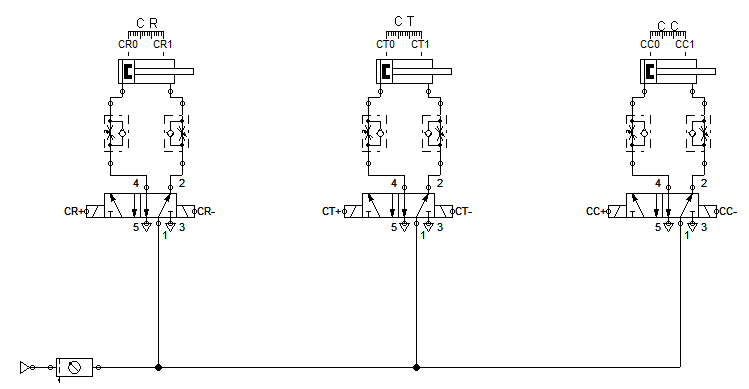 C R C T C C
CR0 CR1 CT0 CT1 CC0 CC1
4 2 4 2 4 2
CR+ CR- CT+ CT- CC+ CC-
5 3 5 3 5 3
1 1 1